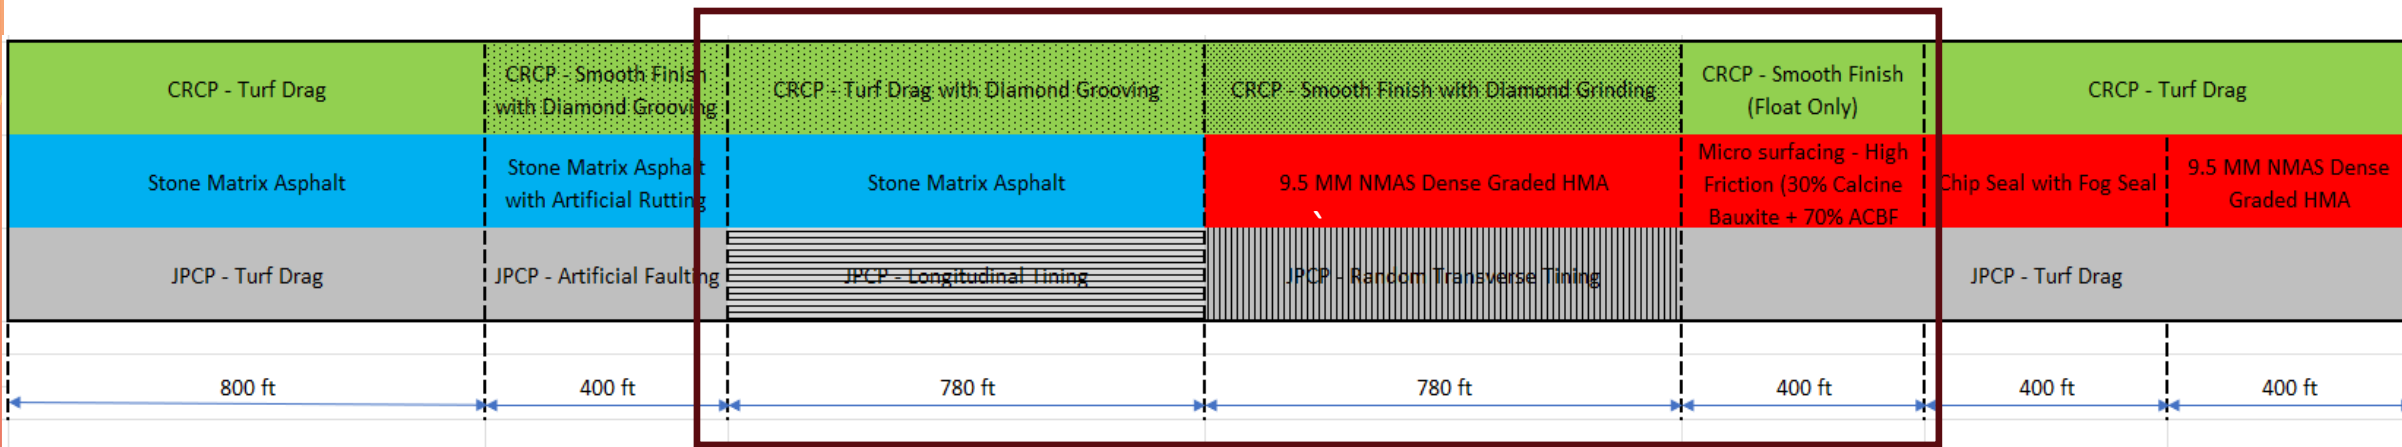 CRCP - Turf Drag
CRCP - Smooth Finish
with Diamond Grooving
CRCP - Turf Drag with Diamond Grooving
CRCP - Smooth Finish with Diamond Grinding
CRCP - Smooth Finish
(Float Only)
CRCP - Turf Drag
Stone Matrix Asphalt
Stone Matrix Asphalt
with Artificial Rutting
Stone Matrix Asphalt
9.5 MM NMAS Dense Graded HMA
`
Micro surfacing - High
Friction (30% Calcine
Bauxite + 70% ACBF
Chip Seal with Fog Seal
9.5 MM NMAS Dense
Graded HMA
JPCP - Turf Drag
JPCP - Artificial Faulting
JPCP - Longitudinal Tining
JPCP - Random Transverse Tining
JPCP - Turf Drag
800 ft
400 ft
780 ft
780 ft
400 ft
400 ft
400 ft